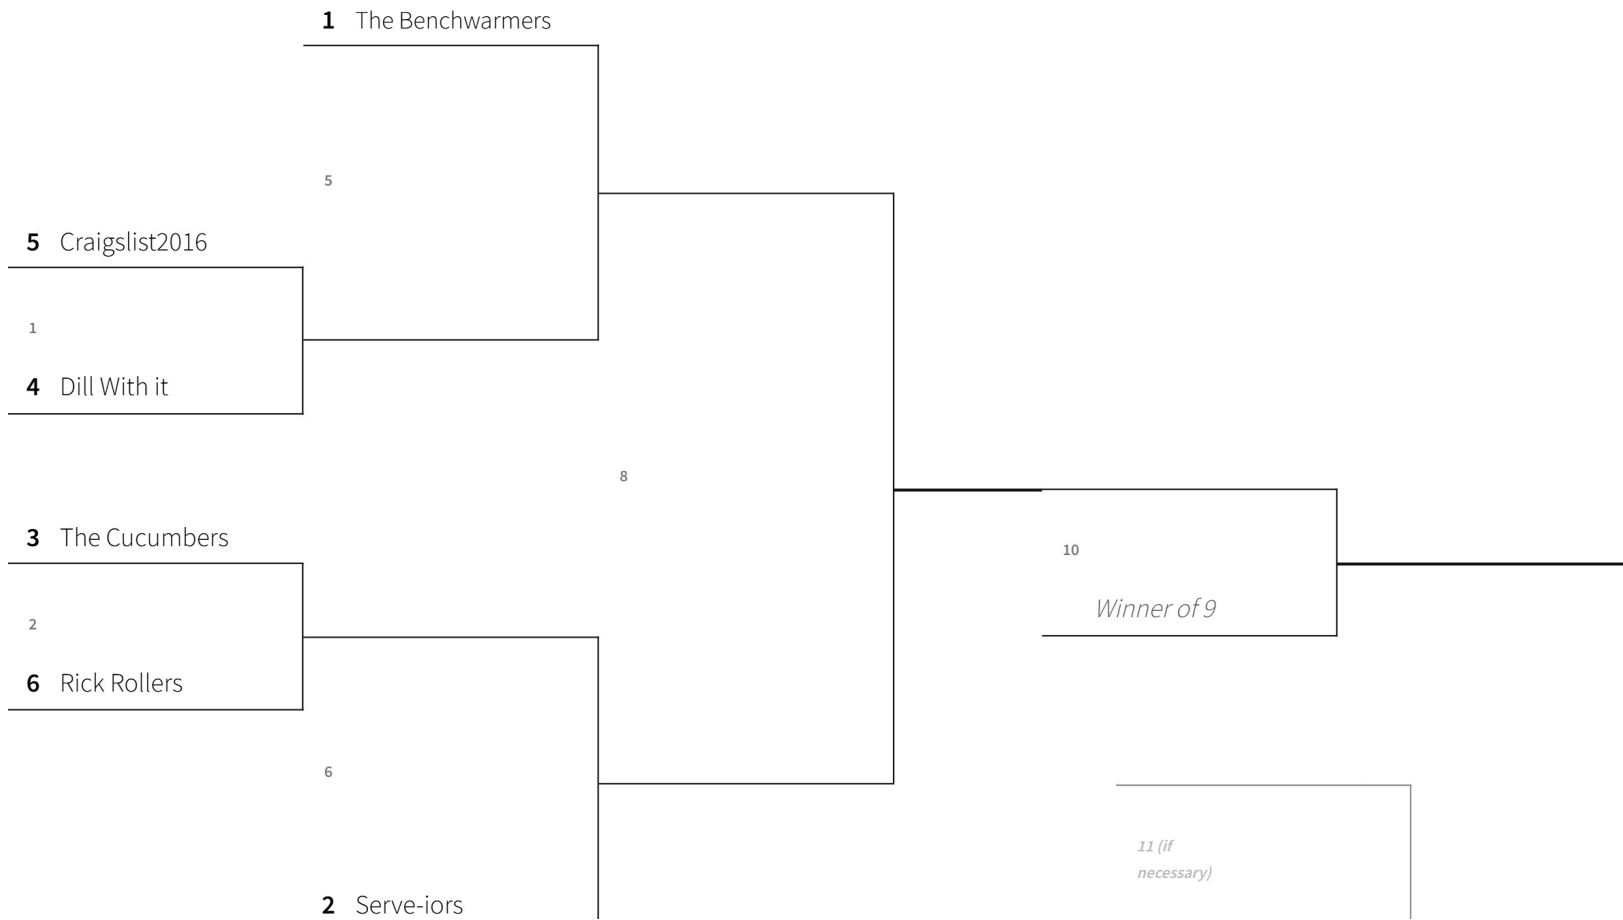 1 The Benchwarmers
5
5 Craigslist2016
1
4 Dill With it
8
3 The Cucumbers
10
Winner of 9
2
6 Rick Rollers
6
11 (if
necessary)
2 Serve-iors